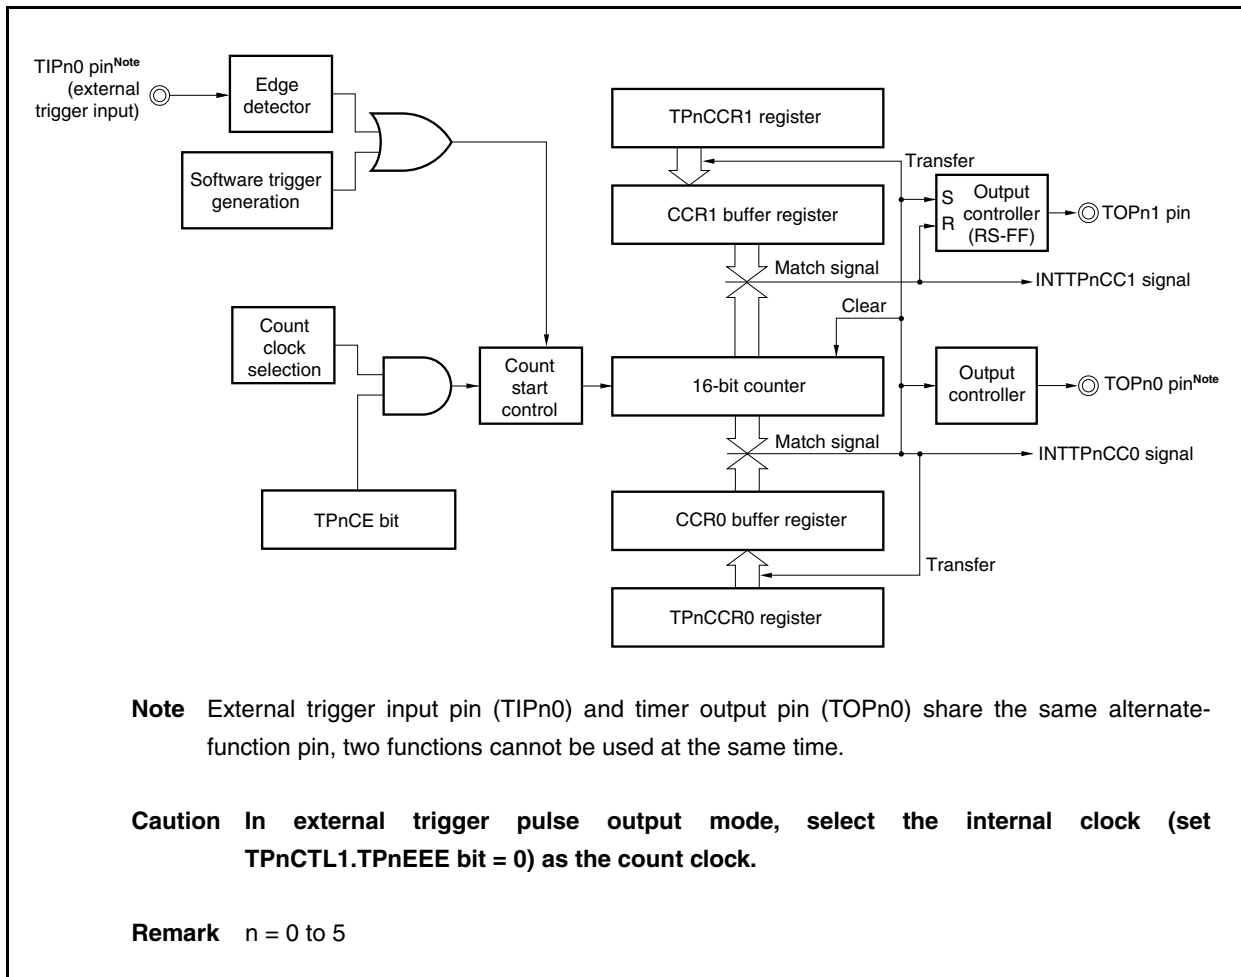 TIPn0 pinNote
(external
trigger input)
Edge
detector
Software trigger
generation
TPnCCR1 register
Transfer
CCR1 buffer register
S
R
Output
controller
(RS-FF)
TOPn1 pin
Match signal
INTTPnCC1 signal
Clear
Count
clock
selection
Count
start
control
16-bit counter
Output
controller
TOPn0 pinNote
Match signal
INTTPnCC0 signal
TPnCE bit
CCR0 buffer register
Transfer
TPnCCR0 register
Note External trigger input pin (TIPn0) and timer output pin (TOPn0) share the same alternate-
function pin, two functions cannot be used at the same time.
Caution In external trigger pulse output mode, select the internal clock (set
TPnCTL1.TPnEEE bit = 0) as the count clock.
Remark n = 0 to 5